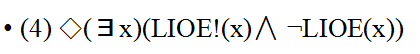 • (4) ◇(∃x)(LIOE!(x)∧ ¬LIOE(x))